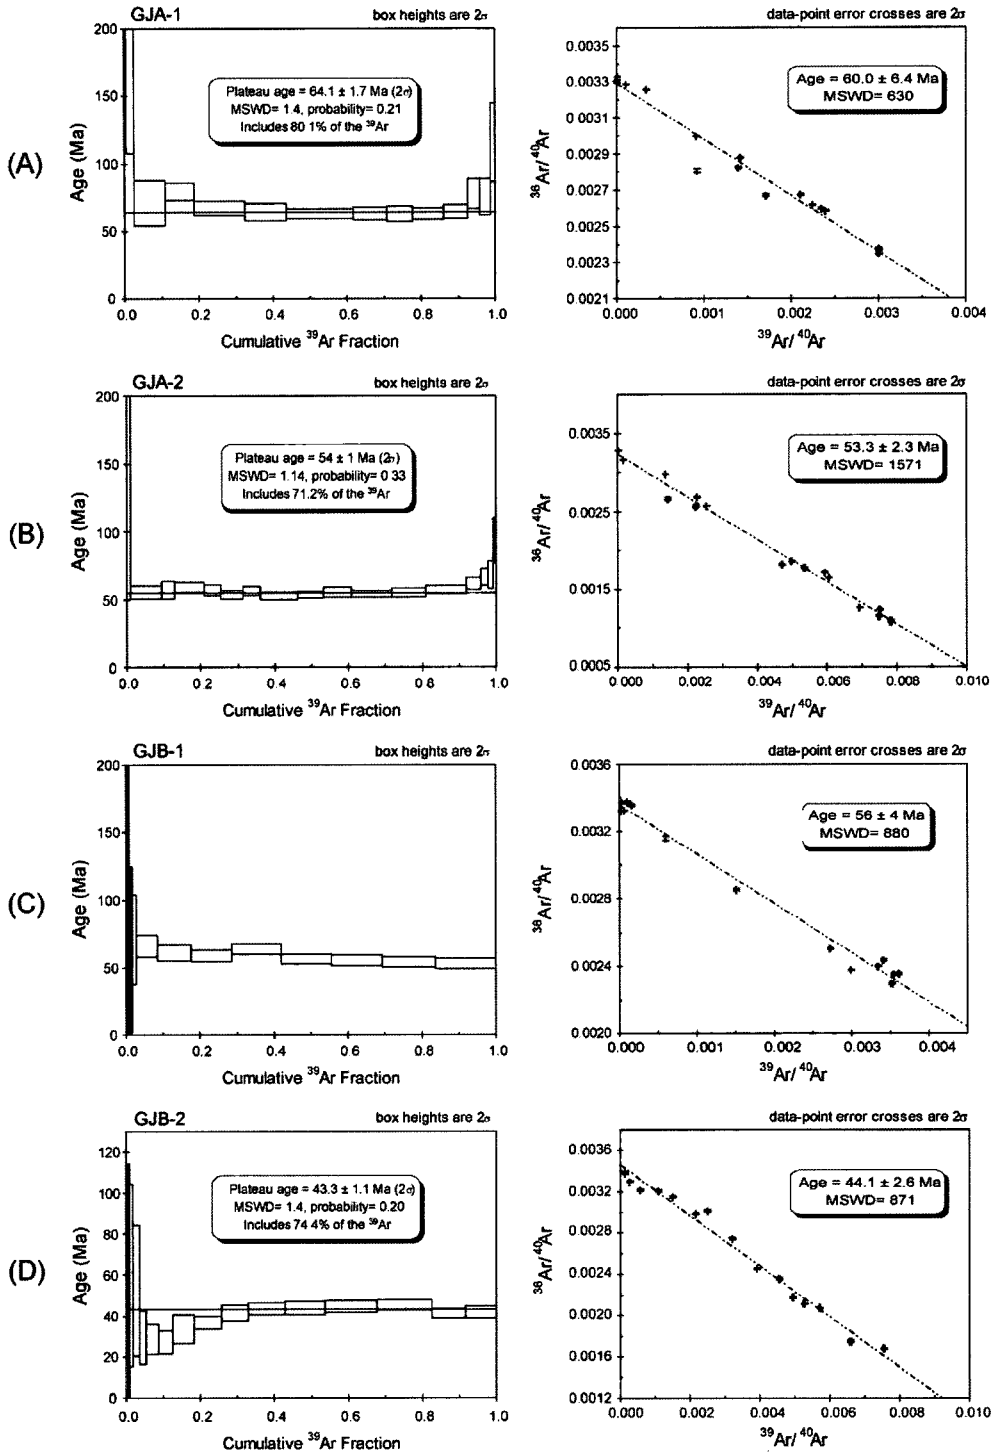 GJA-1
box heights are 2σ
200
150
100
50
0
Age (Ma)
Plateau age = 64.1 ± 1.7 Ma (2σ)
MSWD= 1.4, probability= 0.21
Includes 80 1% of the ³⁹Ar
(A)
0.0 0.2 0.4 0.6 0.8 1.0
Cumulative ³⁹Ar Fraction
data-point error crosses are 2σ
0.0035
0.0033
0.0031
0.0029
0.0027
0.0025
0.0023
0.0021
³⁶Ar/⁴⁰Ar
Age = 60.0 ± 6.4 Ma
MSWD = 630
0.000 0.001 0.002 0.003 0.004
³⁹Ar/⁴⁰Ar
GJA-2
box heights are 2σ
200
150
100
50
0
Age (Ma)
Plateau age = 54 ± 1 Ma (2σ)
MSWD= 1.14, probability= 0 33
Includes 71.2% of the ³⁹Ar
(B)
0.0 0.2 0.4 0.6 0.8 1.0
Cumulative ³⁹Ar Fraction
data-point error crosses are 2σ
0.0035
0.0025
0.0015
0.0005
³⁶Ar/⁴⁰Ar
Age = 53.3 ± 2.3 Ma
MSWD = 1571
0.000 0.002 0.004 0.006 0.008 0.010
³⁹Ar/⁴⁰Ar
GJB-1
box heights are 2σ
200
150
100
50
0
Age (Ma)
(C)
0.0 0.2 0.4 0.6 0.8 1.0
Cumulative ³⁹Ar Fraction
data-point error crosses are 2σ
0.0036
0.0032
0.0028
0.0024
0.0020
³⁶Ar/⁴⁰Ar
Age = 56 ± 4 Ma
MSWD = 880
0.000 0.001 0.002 0.003 0.004
³⁹Ar/⁴⁰Ar
GJB-2
box heights are 2σ
120
100
80
60
40
20
0
Age (Ma)
Plateau age = 43.3 ± 1.1 Ma (2σ)
MSWD= 1.4, probability= 0.20
Includes 74 4% of the ³⁹Ar
(D)
0.0 0.2 0.4 0.6 0.8 1.0
Cumulative ³⁹Ar Fraction
data-point error crosses are 2σ
0.0036
0.0032
0.0028
0.0024
0.0020
0.0016
0.0012
³⁶Ar/⁴⁰Ar
Age = 44.1 ± 2.6 Ma
MSWD = 871
0.000 0.002 0.004 0.006 0.008 0.010
³⁹Ar/⁴⁰Ar